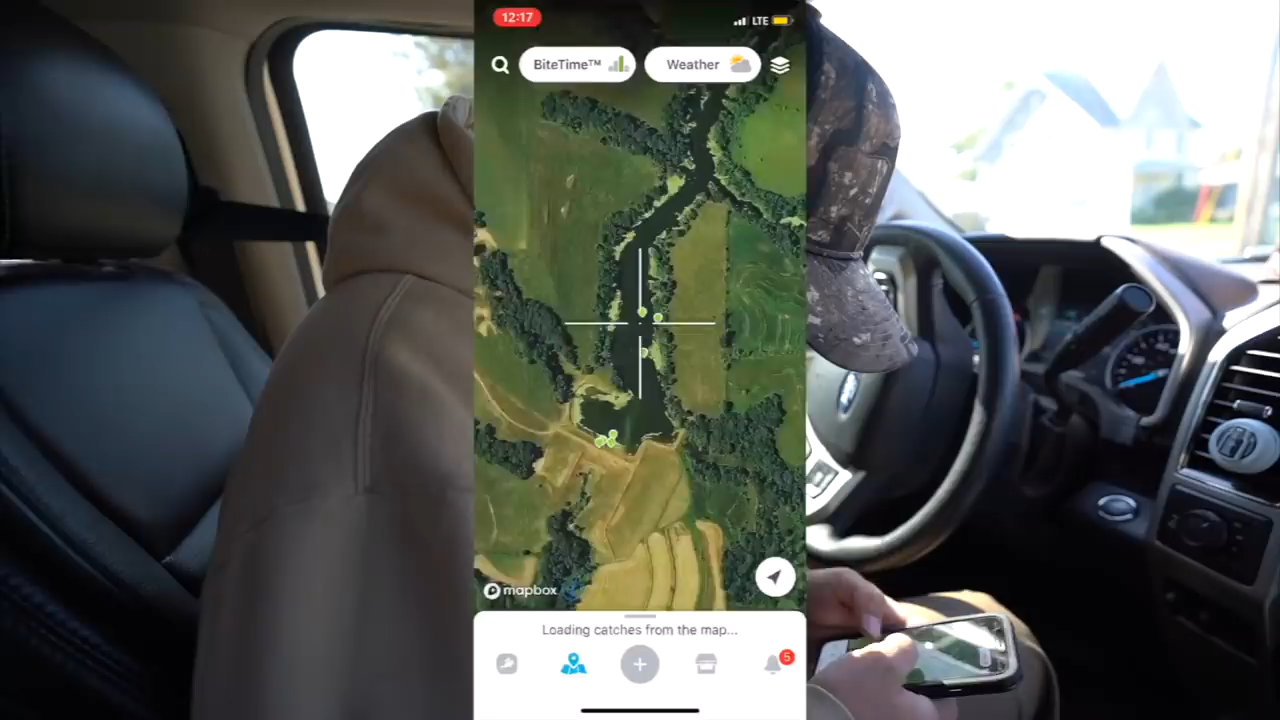 12:17
LTE
BiteTime™
Weather
mapbox
Loading catches from the map...
5